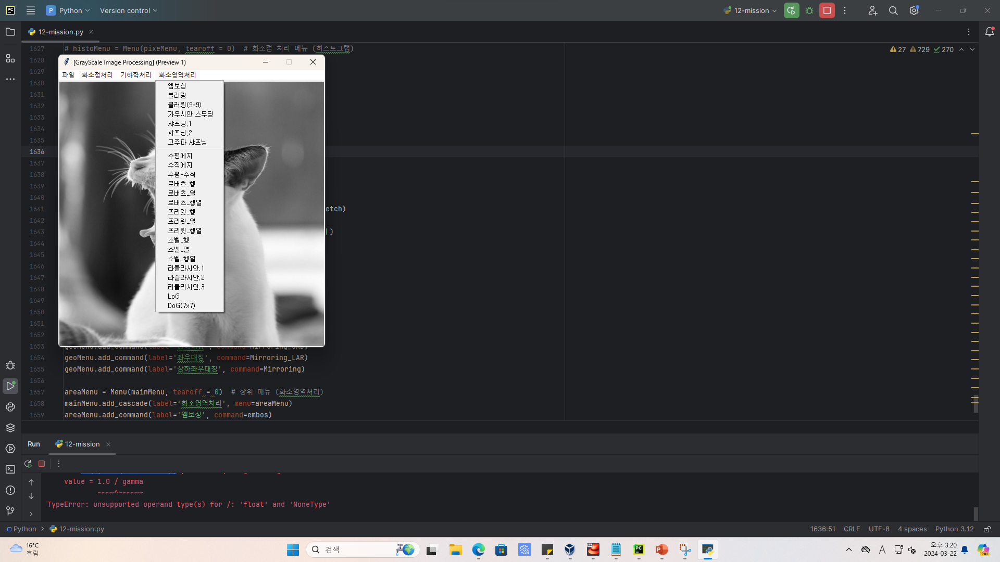 PC
P Python
Version control
12-mission
12-mission.py
27 729 270
1627 # histoMenu = Menu(pixeMenu, tearoff = 0)  # 화소점 처리 메뉴 (히스토그램)
[GrayScale Image Processing] (Preview 1)
파일 화소점처리 기하학처리 화소영역처리
엠보싱
블러링
블러링(9x9)
가우시안 스무딩
샤프닝.1
샤프닝.2
고주파 샤프닝
수평에지
수직에지
수평+수직
로버츠_행
로버츠_열
로버츠_행열
프리윗_행
프리윗_열
프리윗_행열
소벨_행
소벨_열
소벨_행열
라플라시안.1
라플라시안.2
라플라시안.3
LoG
DoG(7x7)
1628
1629
1630
1631
1632
1633
1634
1635
1636
1637
1638
1639
1640
1641 etch)
1642
1643 )
1644
1645
1646
1647
1648
1649
1650
1651
1652
1653
1654 geoMenu.add_command(label='좌우대칭', command=Mirroring_LAR)
1655 geoMenu.add_command(label='상하좌우대칭', command=Mirroring)
1656
1657 areaMenu = Menu(mainMenu, tearoff = 0)  # 상위 메뉴 (화소영역처리)
1658 mainMenu.add_cascade(label='화소영역처리', menu=areaMenu)
1659 areaMenu.add_command(label='엠보싱', command=embos)
Run 12-mission
value = 1.0 / gamma
~~~~^~~~~~~
TypeError: unsupported operand type(s) for /: 'float' and 'NoneType'
Python > 12-mission.py
1636:51 CRLF UTF-8 4 spaces Python 3.12
16°C
흐림
검색
A
오후 3:20
2024-03-22
PRE